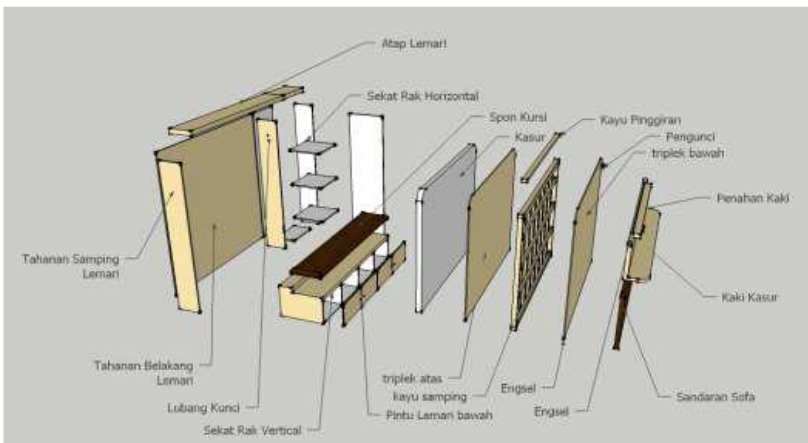 Atap Lemari
Sekat Rak Horizontal
Spon Kursi
Kasur
Kayu Pinggiran
Pengunci
triplek bawah
Penahan Kaki
Tahanan Samping
Lemari
Kaki Kasur
Tahanan Belakang
Lemari
triplek atas
kayu samping
Engsel
Engsel
Sandaran Sofa
Lubang Kunci
Pintu Lemari bawah
Sekat Rak Vertical